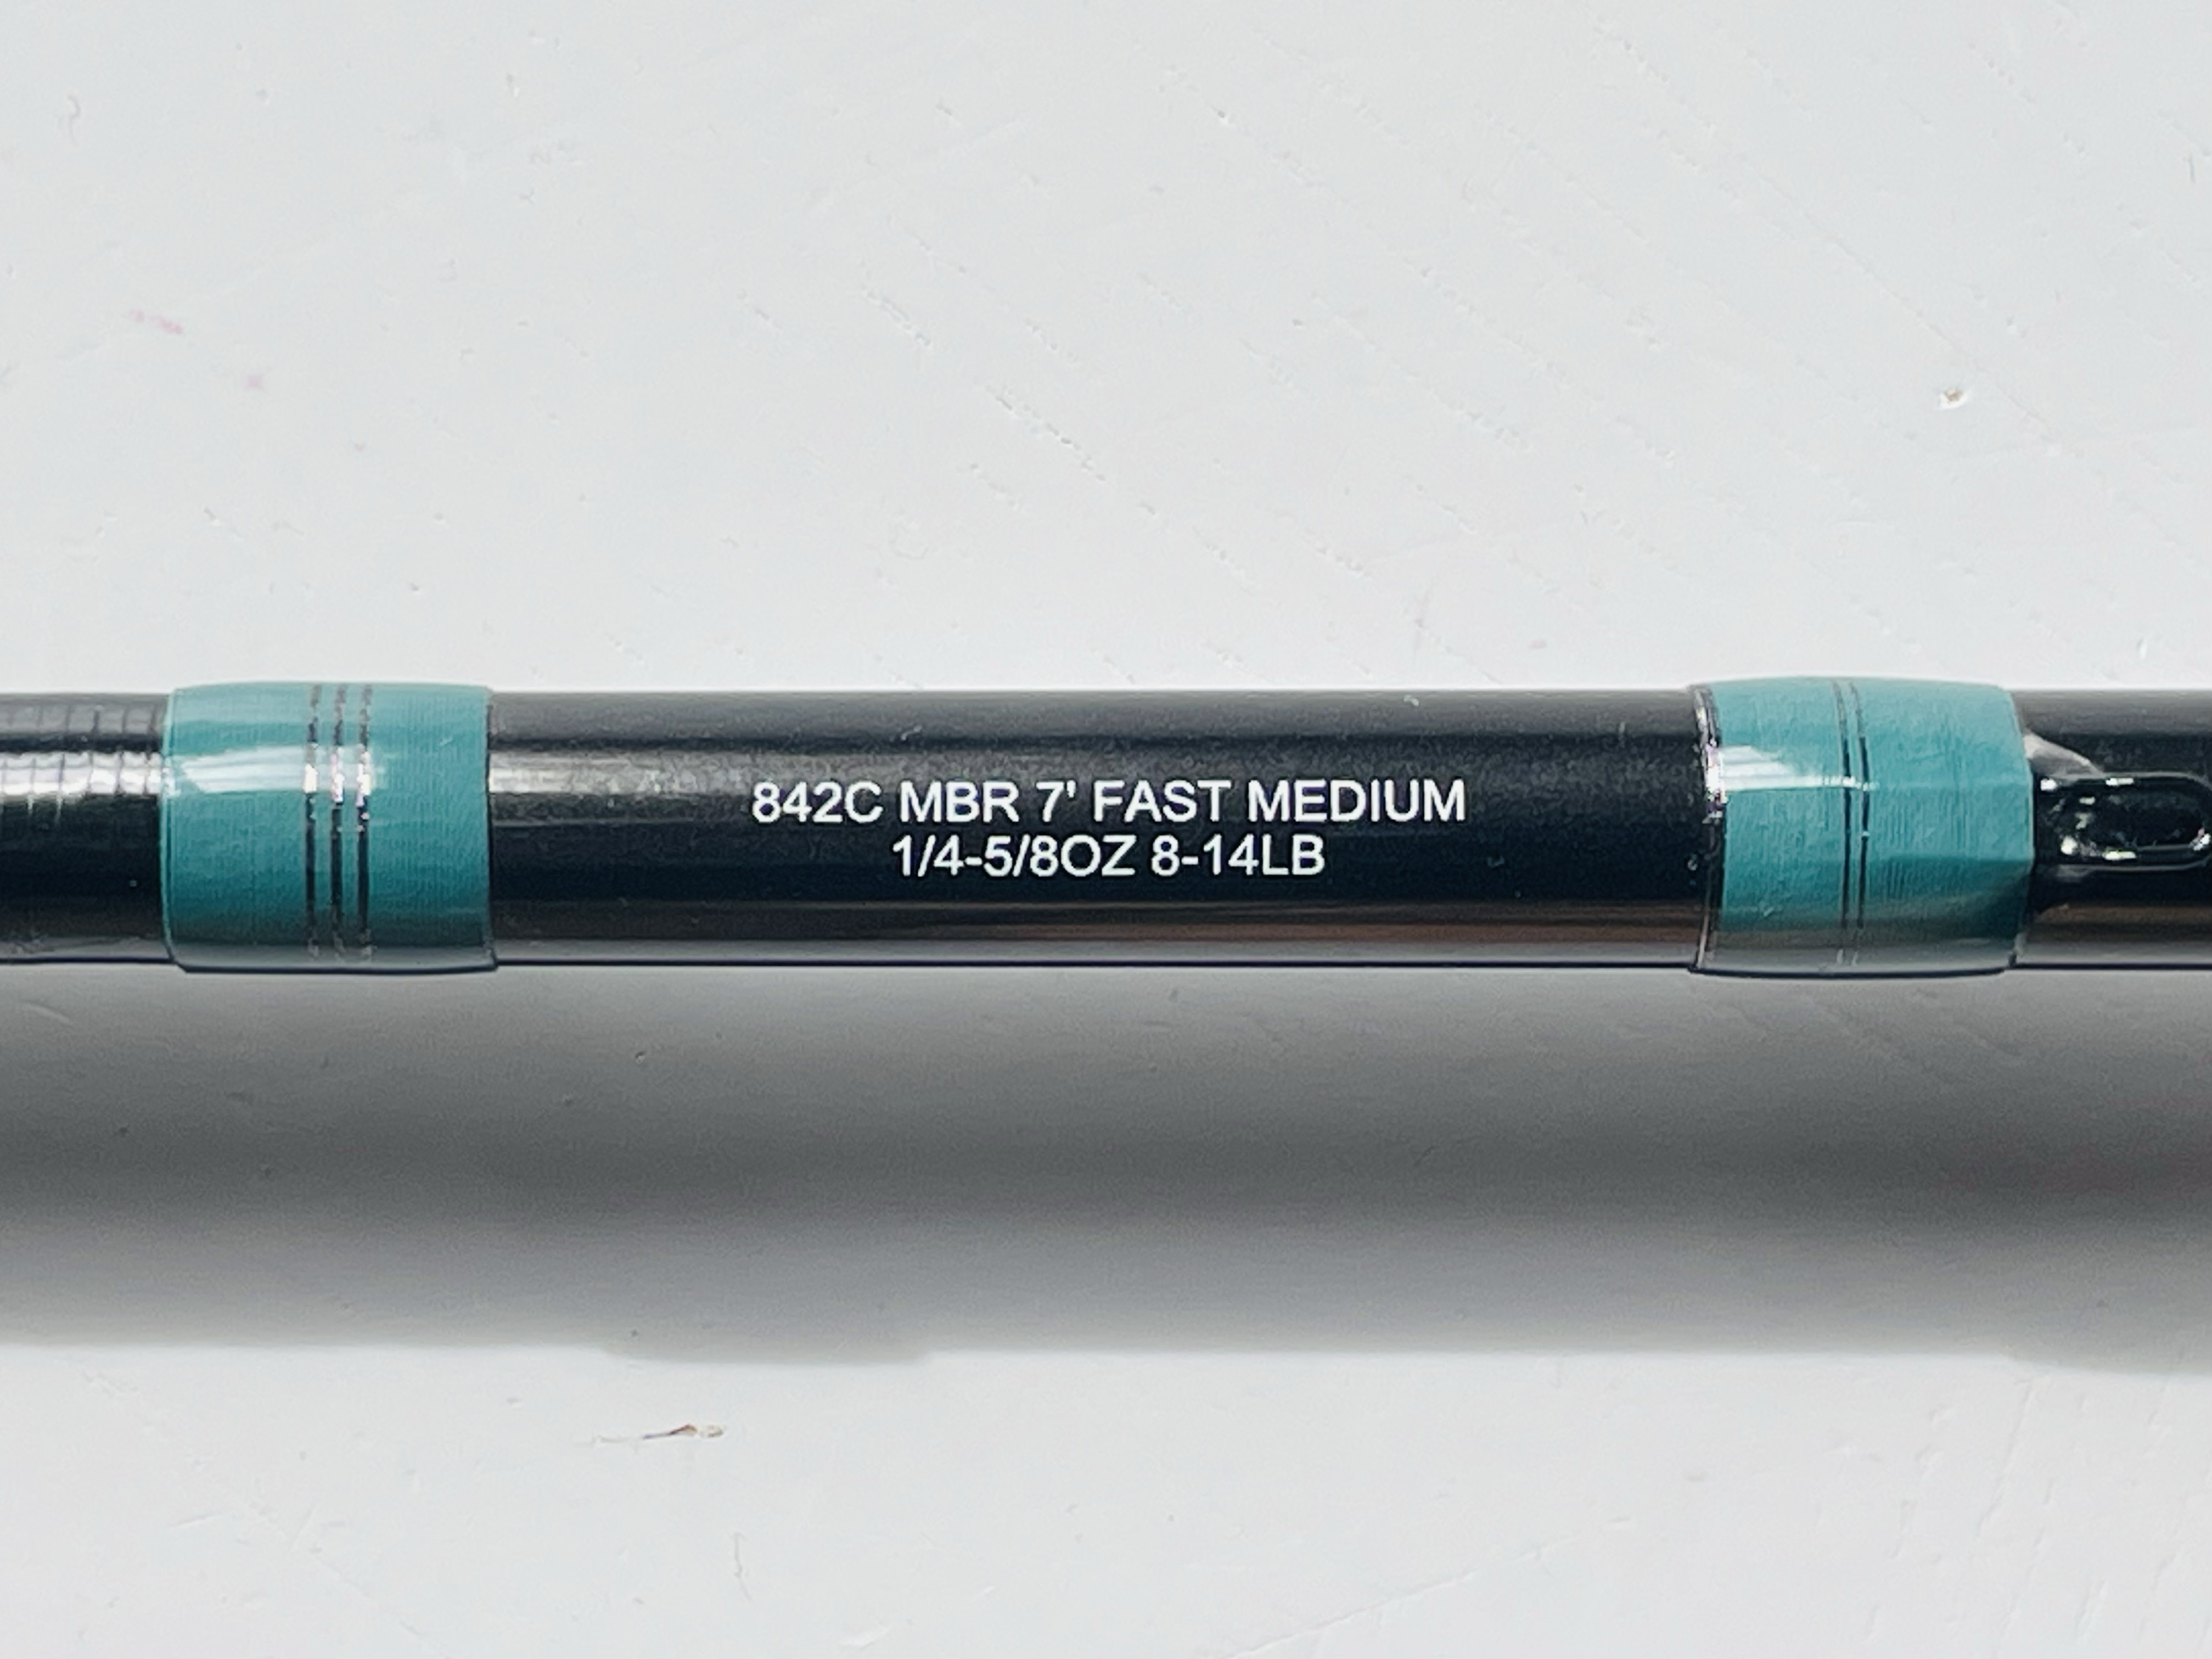 842C MBR 7' FAST MEDIUM
1/4-5/8OZ 8-14LB